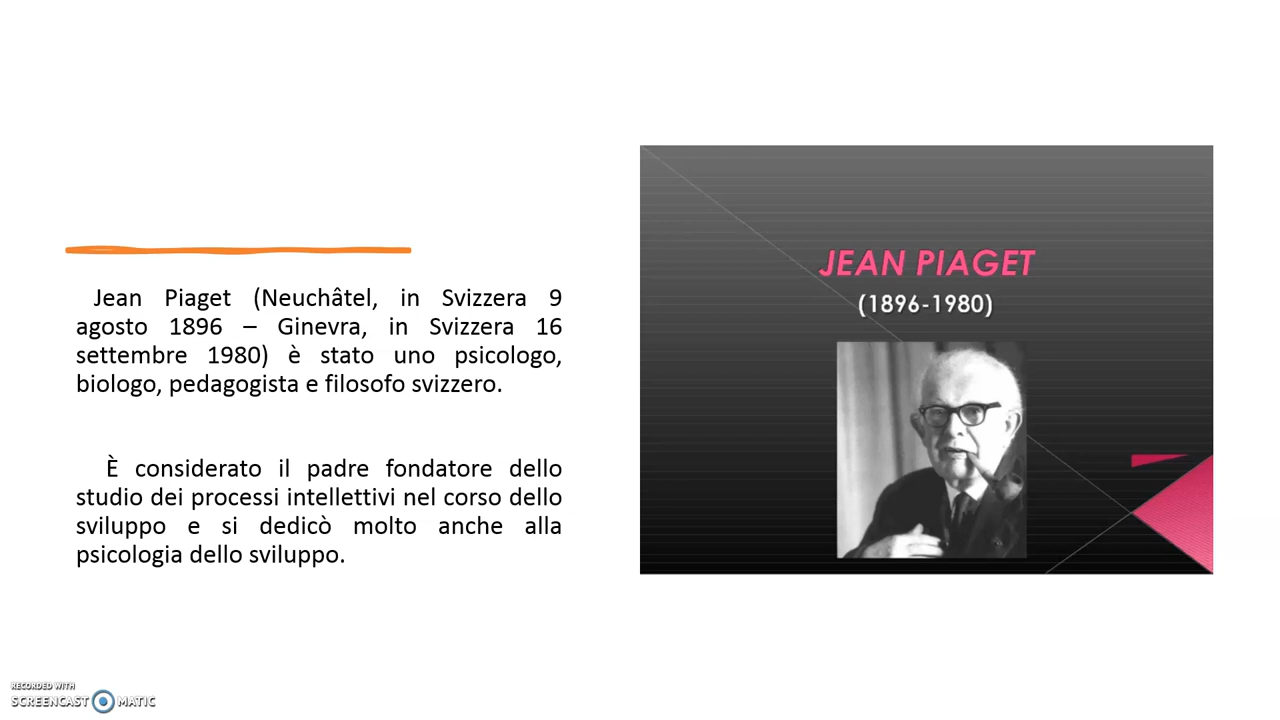 Jean Piaget (Neuchâtel, in Svizzera 9
agosto 1896 – Ginevra, in Svizzera 16
settembre 1980) è stato uno psicologo,
biologo, pedagogista e filosofo svizzero.
È considerato il padre fondatore dello
studio dei processi intellettivi nel corso dello
sviluppo e si dedicò molto anche alla
psicologia dello sviluppo.
JEAN PIAGET
(1896-1980)
RECORDED WITH
SCREENCAST MATIC